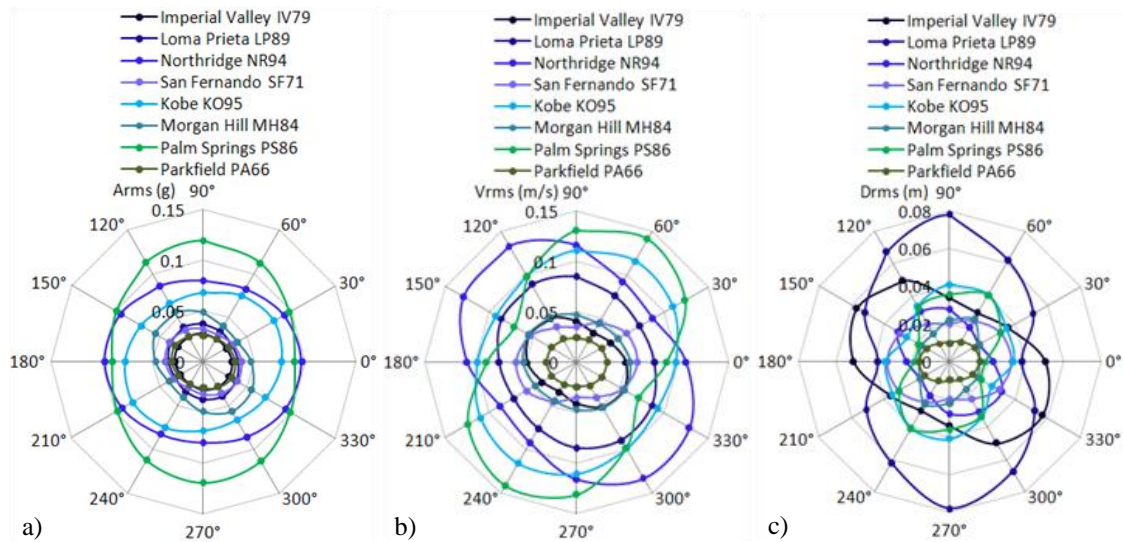 Imperial Valley IV79
Loma Prieta LP89
Northridge NR94
San Fernando SF71
Kobe KO95
Morgan Hill MH84
Palm Springs PS86
Parkfield PA66
Arms (g) 90°
0.15
120° 60°
0.1
150° 30°
0.05
180° 0 0°
210° 330°
240° 300°
270°
a)
Imperial Valley IV79
Loma Prieta LP89
Northridge NR94
San Fernando SF71
Kobe KO95
Morgan Hill MH84
Palm Springs PS86
Parkfield PA66
Vrms (m/s) 90°
0.15
120° 60°
0.1
150° 30°
0.05
180° 0 0°
210° 330°
240° 300°
270°
b)
Imperial Valley IV79
Loma Prieta LP89
Northridge NR94
San Fernando SF71
Kobe KO95
Morgan Hill MH84
Palm Springs PS86
Parkfield PA66
Drms (m) 90°
0.08
120° 60°
0.06
150° 0.04 30°
0.02
180° 0 0°
210° 330°
240° 300°
270°
c)